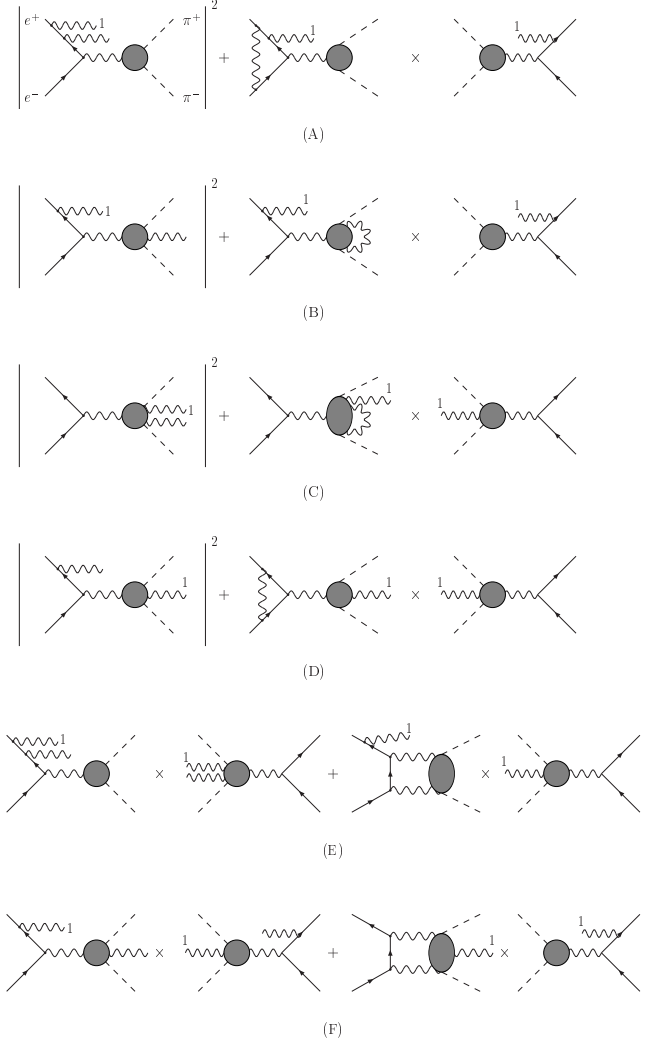 e⁺ 1 π⁺ 2 1 1
+ ×
e⁻ π⁻
(A)
2
1 1 1
+ ×
(B)
2
1 1 1
+ ×
(C)
2
1 1 1
+ ×
(D)
1 1 1 1
× + ×
(E)
1 1 1 1
× + ×
(F)